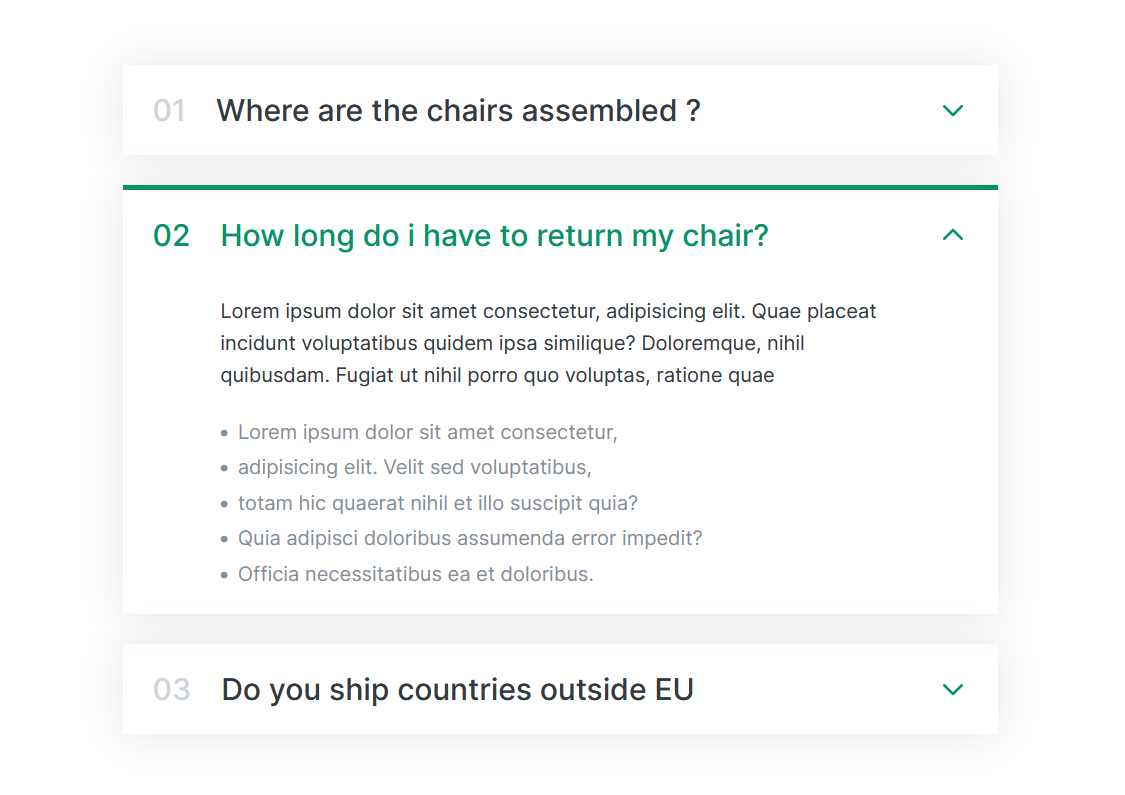 01 Where are the chairs assembled ?
02 How long do i have to return my chair?
Lorem ipsum dolor sit amet consectetur, adipisicing elit. Quae placeat
incidunt voluptatibus quidem ipsa similique? Doloremque, nihil
quibusdam. Fugiat ut nihil porro quo voluptas, ratione quae
• Lorem ipsum dolor sit amet consectetur,
• adipisicing elit. Velit sed voluptatibus,
• totam hic quaerat nihil et illo suscipit quia?
• Quia adipisci doloribus assumenda error impedit?
• Officia necessitatibus ea et doloribus.
03 Do you ship countries outside EU